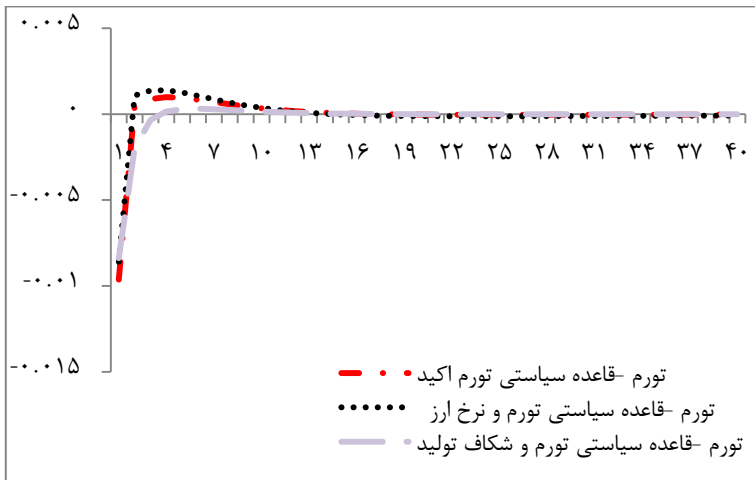 ۰.۰۰۵
۰
۱ ۴ ۷ ۱۰ ۱۳ ۱۶ ۱۹ ۲۲ ۲۵ ۲۸ ۳۱ ۳۴ ۳۷ ۴۰
-۰.۰۰۵
-۰.۰۱
-۰.۰۱۵
تورم -قاعده سیاستی تورم اکید
تورم -قاعده سیاستی تورم و نرخ ارز
تورم -قاعده سیاستی تورم و شکاف تولید